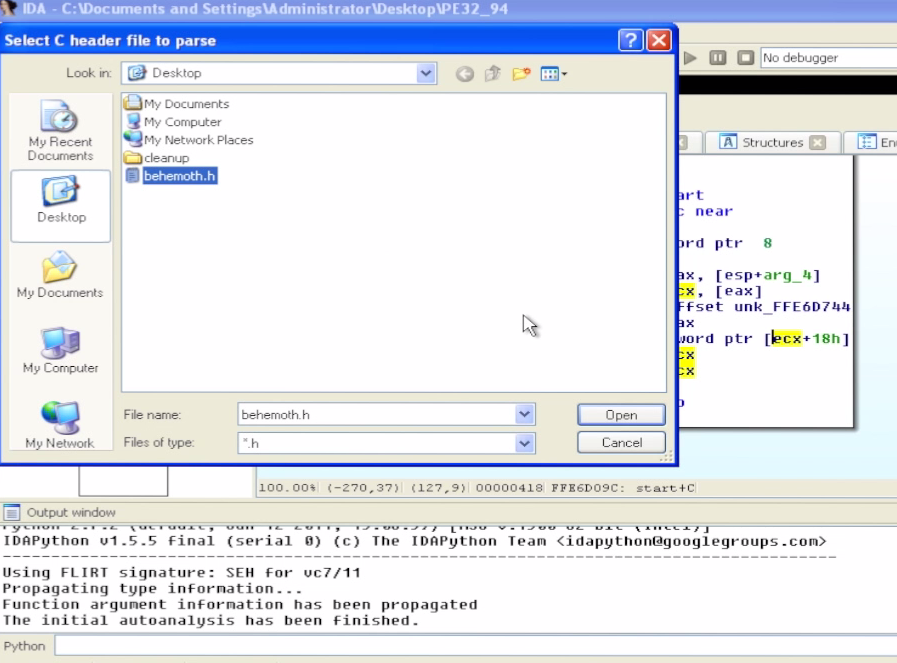 IDA - C:\Documents and Settings\Administrator\Desktop\PE32_94
Select C header file to parse
Look in: Desktop
No debugger
My Recent Documents
Desktop
My Documents
My Computer
My Network
My Documents
My Computer
My Network Places
cleanup
behemoth.h
File name: behemoth.h
Open
Files of type: *.h
Cancel
Structures
En
art
c near
ord ptr 8
ax, [esp+arg_4]
cx, [eax]
ffset unk_FFE6D744
ax
word ptr [ecx+18h]
cx
cx
p
100.00% (-270,37) (127,9) 00000418 FFE6D09C: start+C
Output window
IDAPython v1.5.5 final (serial 0) (c) The IDAPython Team <idapython@googlegroups.com>
Using FLIRT signature: SEH for vc7/11
Propagating type information...
Function argument information has been propagated
The initial autoanalysis has been finished.
Python